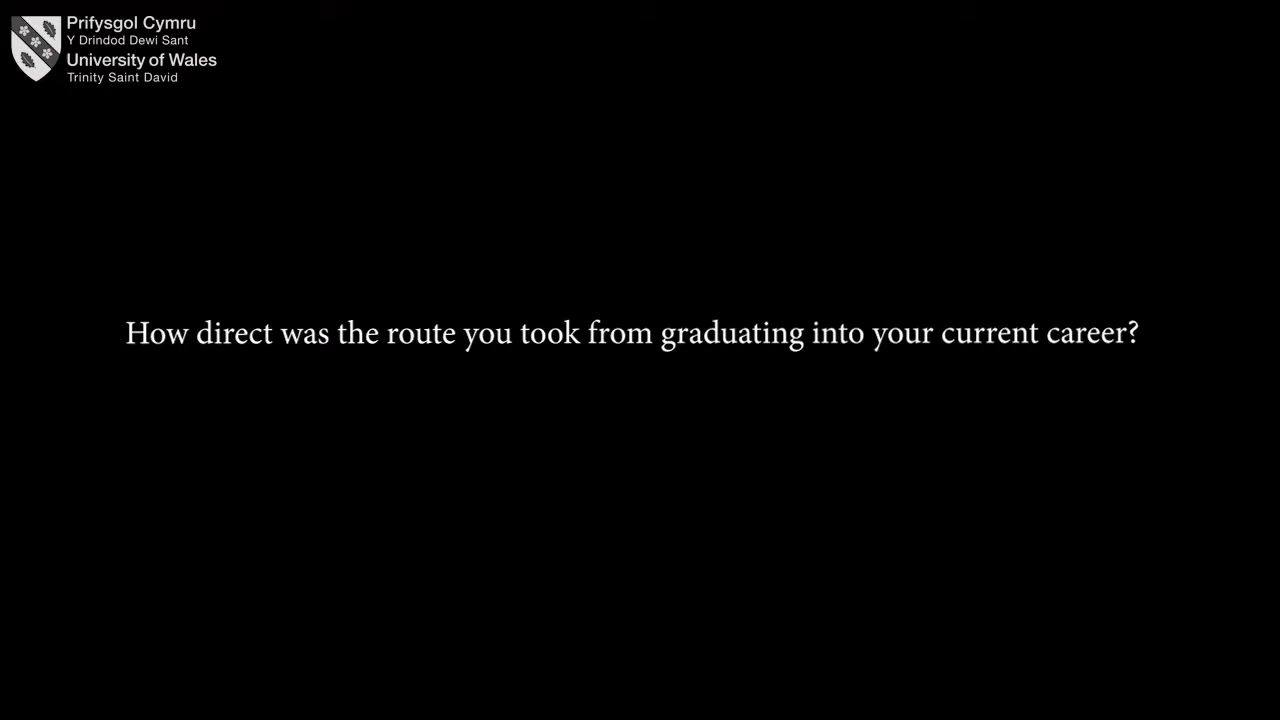 Prifysgol Cymru
Y Drindod Dewi Sant
University of Wales
Trinity Saint David
How direct was the route you took from graduating into your current career?